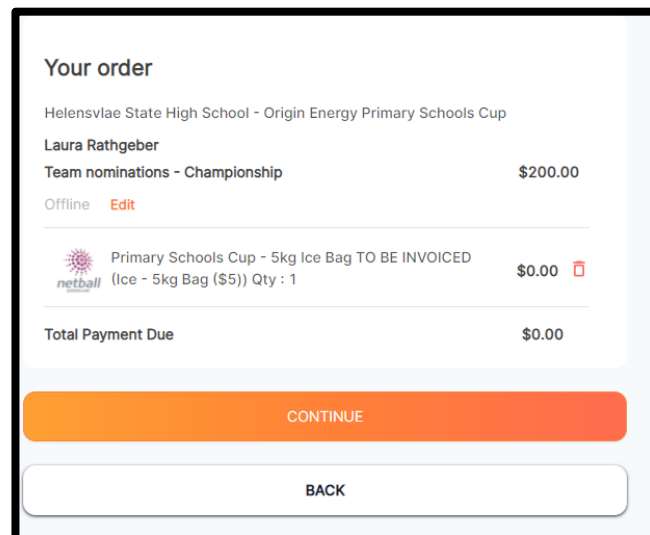 Your order
Helensvlae State High School - Origin Energy Primary Schools Cup
Laura Rathgeber
Team nominations - Championship $200.00
Offline Edit
Primary Schools Cup - 5kg Ice Bag TO BE INVOICED
(Ice - 5kg Bag ($5)) Qty : 1 $0.00
netball
Total Payment Due $0.00
CONTINUE
BACK